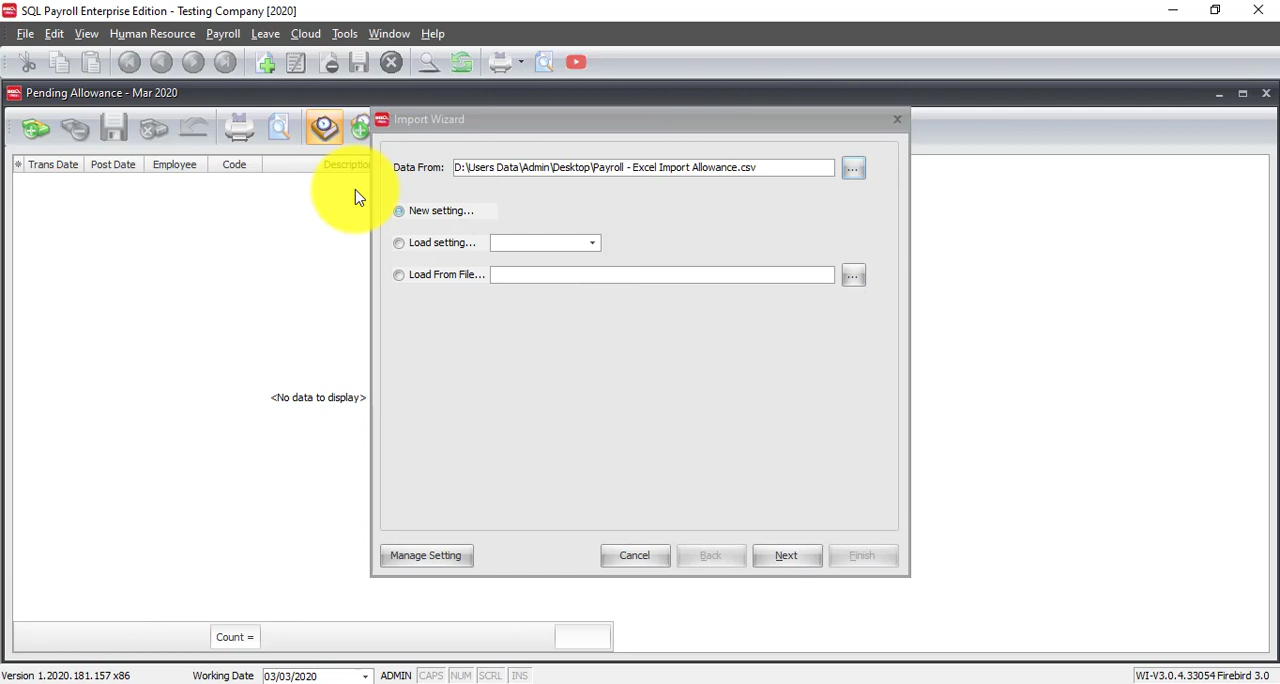 SQL Payroll Enterprise Edition - Testing Company [2020]
File Edit View Human Resource Payroll Leave Cloud Tools Window Help
Pending Allowance - Mar 2020
Import Wizard
Trans Date Post Date Employee Code Descriptio
Data From: D:\Users Data\Admin\Desktop\Payroll - Excel Import Allowance.csv ...
New setting...
Load setting...
Load From File... ...
<No data to display>
Manage Setting Cancel Back Next Finish
Count =
Version 1.2020.181.157 x86 Working Date 03/03/2020 ADMIN CAPS NUM SCRL INS WI-V3.0.4.33054 Firebird 3.0